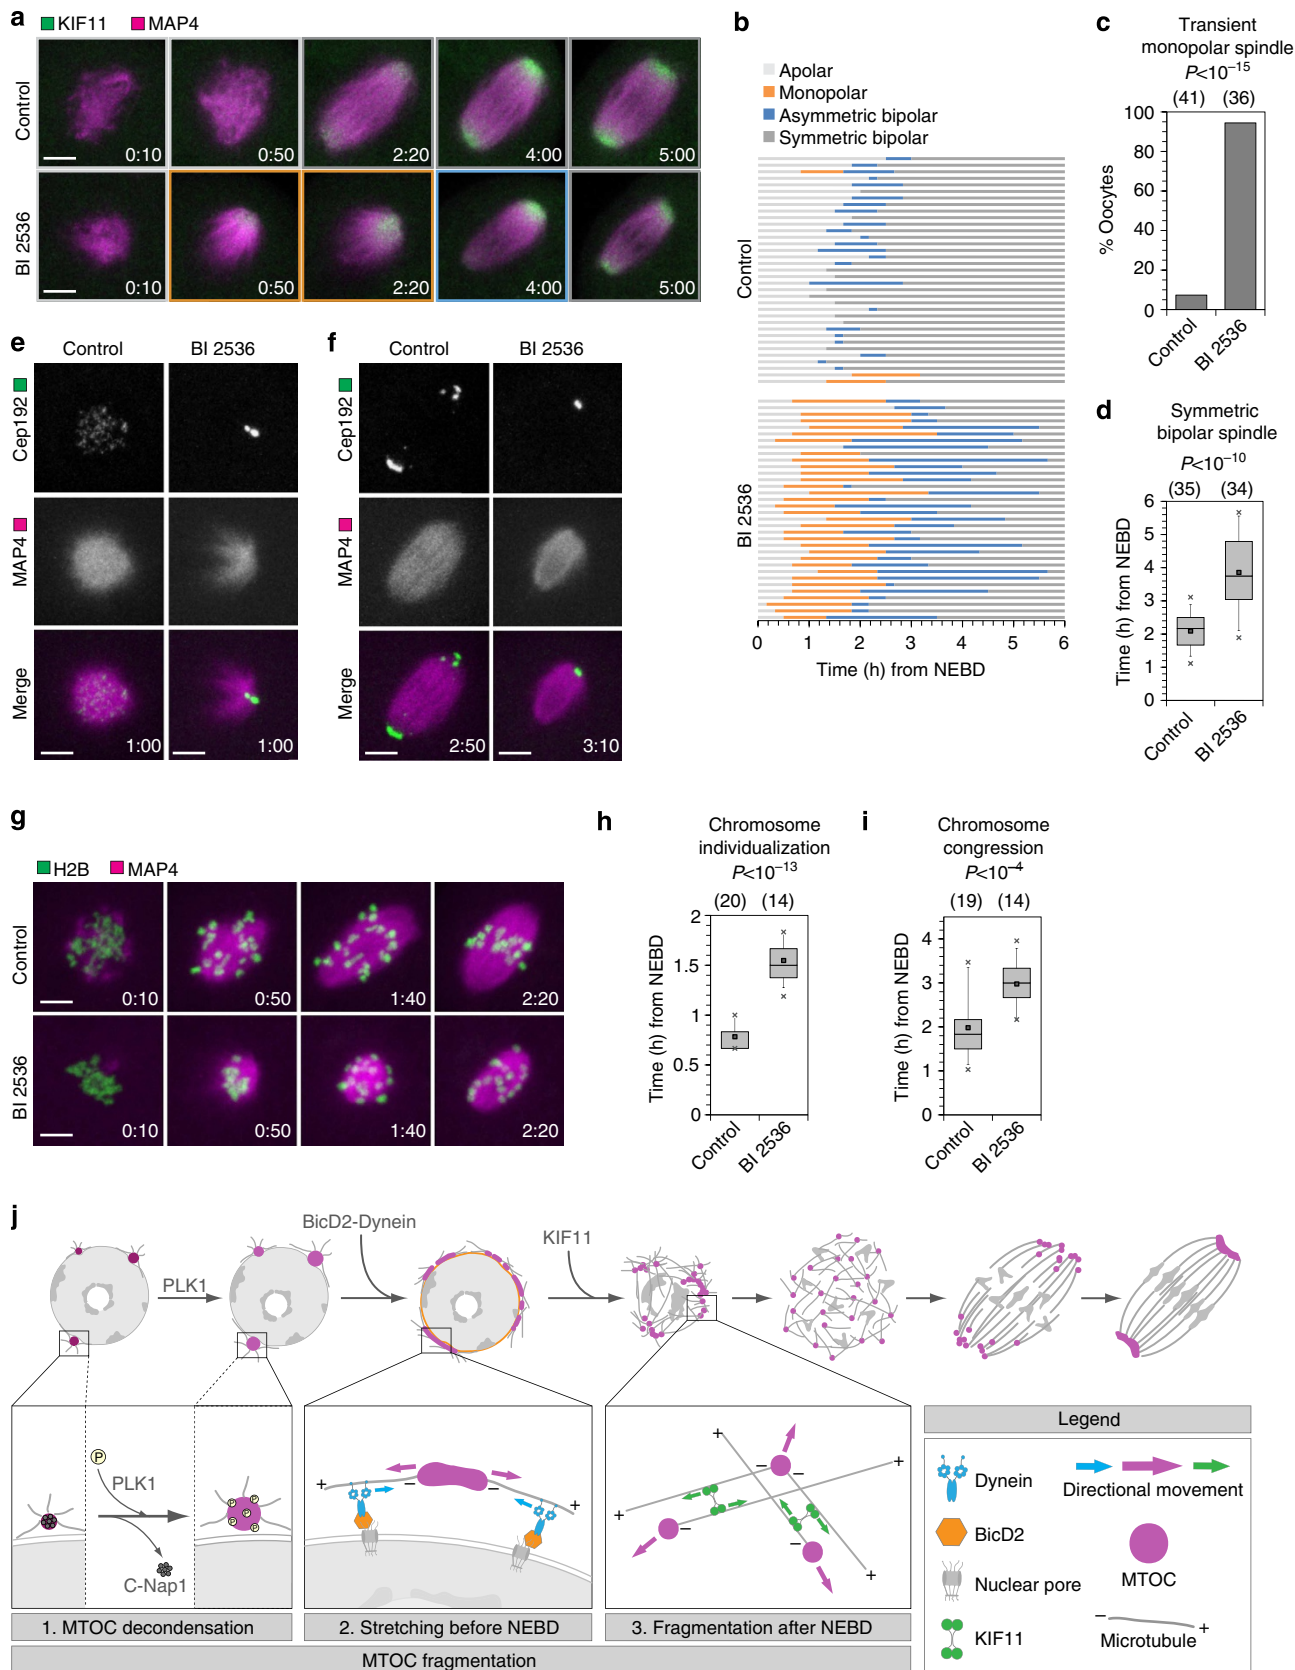 a
KIF11 MAP4
Control
0:10 0:50 2:20 4:00 5:00
BI 2536
0:10 0:50 2:20 4:00 5:00
b
Apolar
Monopolar
Asymmetric bipolar
Symmetric bipolar
Control
BI 2536
0 1 2 3 4 5 6
Time (h) from NEBD
c
Transient
monopolar spindle
P<10⁻¹⁵
(41) (36)
% Oocytes
100
80
60
40
20
0
Control
BI 2536
d
Symmetric
bipolar spindle
P<10⁻¹⁰
(35) (34)
Time (h) from NEBD
6
5
4
3
2
1
0
Control
BI 2536
e
Control BI 2536
Cep192
MAP4
Merge
1:00 1:00
f
Control BI 2536
Cep192
MAP4
Merge
2:50 3:10
g
H2B MAP4
Control
0:10 0:50 1:40 2:20
BI 2536
0:10 0:50 1:40 2:20
h
Chromosome
individualization
P<10⁻¹³
(20) (14)
Time (h) from NEBD
2
1.5
1
0.5
0
Control
BI 2536
i
Chromosome
congression
P<10⁻⁴
(19) (14)
Time (h) from NEBD
4
3
2
1
0
Control
BI 2536
j
PLK1
BicD2-Dynein
KIF11
P
PLK1
P P P P P
C-Nap1
1. MTOC decondensation
+ − − +
2. Stretching before NEBD
+ − − +
+ − − +
3. Fragmentation after NEBD
MTOC fragmentation
Legend
Dynein
Directional movement
BicD2
MTOC
Nuclear pore
KIF11
− +
Microtubule